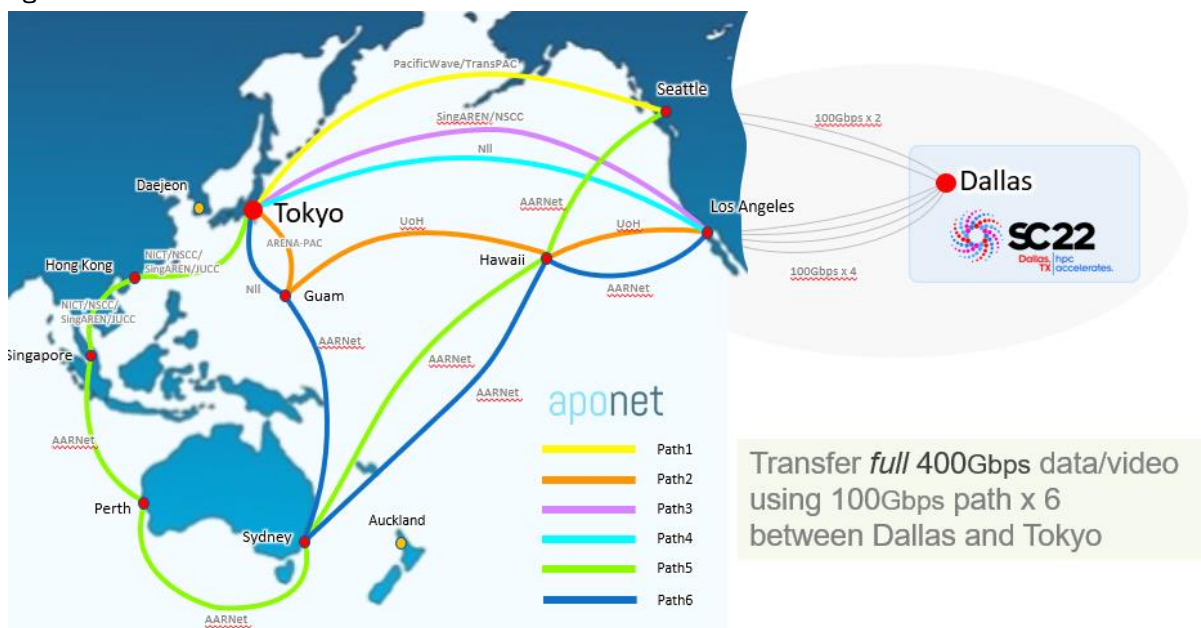 PacificWave/TransPAC
Seattle
SingAREN/NSCC
100Gbps x 2
NII
Daejeon
AARNet
Dallas
Tokyo
UoH
UoH
Los Angeles
SC22
Dallas, TX
hpc accelerates.
ARENA-PAC
NICT/NSCC/
SingAREN/JUCC
Hong Kong
Hawaii
100Gbps x 4
NII
Guam
AARNet
NICT/NSCC/
SingAREN/JUCC
AARNet
Singapore
AARNet
AARNet
aponet
AARNet
Path1
Transfer full 400Gbps data/video
using 100Gbps path x 6
between Dallas and Tokyo
Path2
Perth
Path3
Auckland
Sydney
Path4
Path5
Path6
AARNet